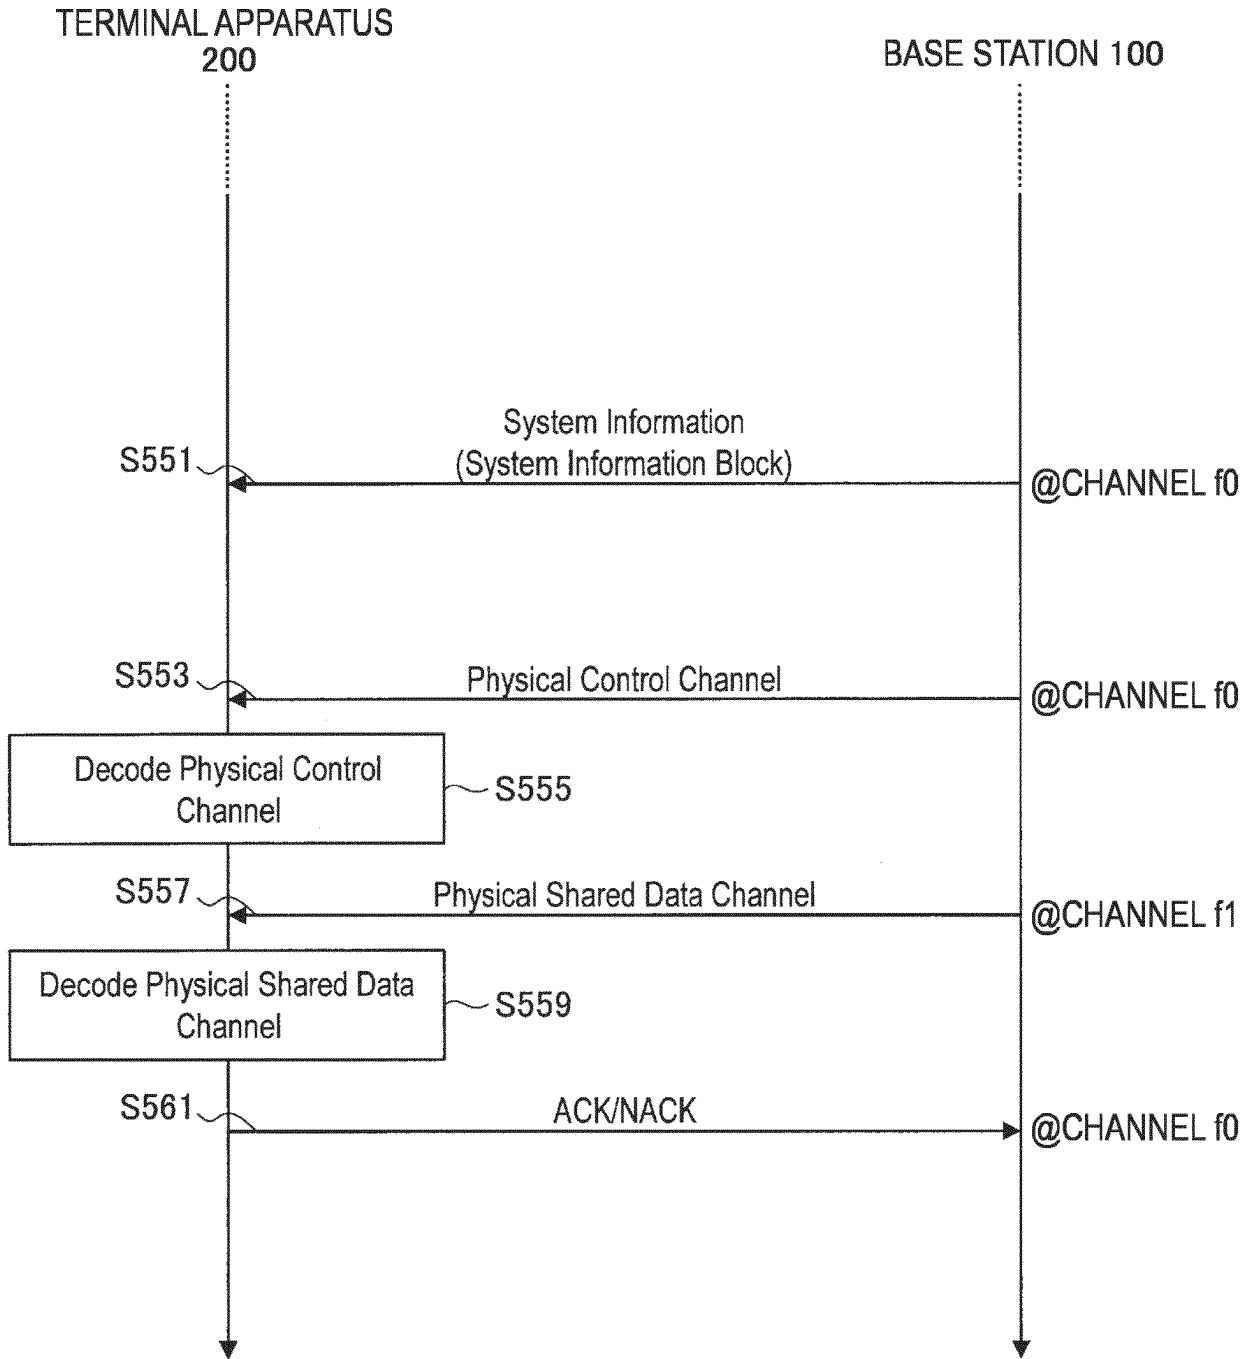 TERMINAL APPARATUS
200
BASE STATION 100
System Information
(System Information Block)
S551
@CHANNEL f0
S553
Physical Control Channel
@CHANNEL f0
Decode Physical Control
Channel
S555
S557
Physical Shared Data Channel
@CHANNEL f1
Decode Physical Shared Data
Channel
S559
S561
ACK/NACK
@CHANNEL f0